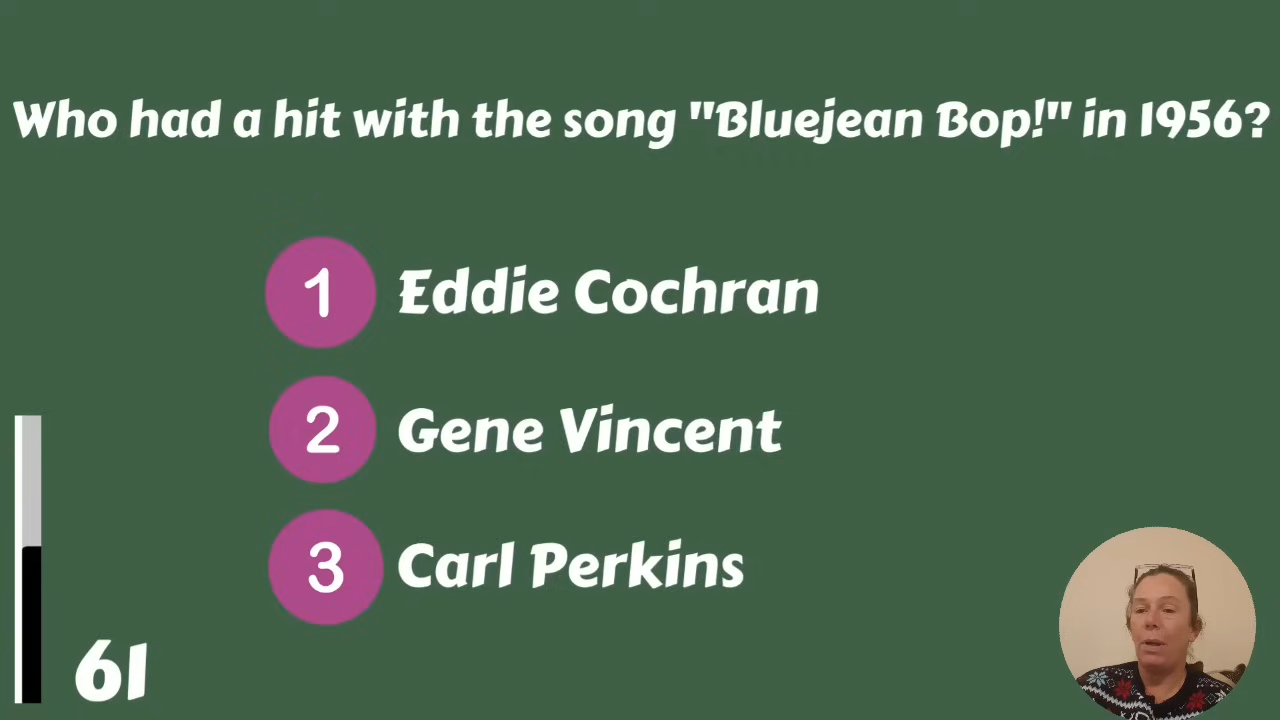 Who had a hit with the song "Bluejean Bop!" in 1956?
1 Eddie Cochran
2 Gene Vincent
3 Carl Perkins
61